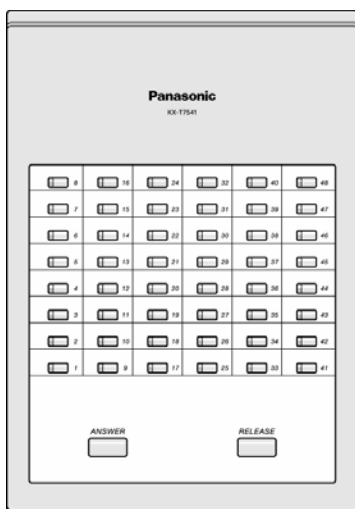 Panasonic
KX-T7541
8 16 24 32 40 48
7 15 23 31 39 47
6 14 22 30 38 46
5 13 21 29 37 45
4 12 20 28 36 44
3 11 19 27 35 43
2 10 18 26 34 42
1 9 17 25 33 41
ANSWER RELEASE